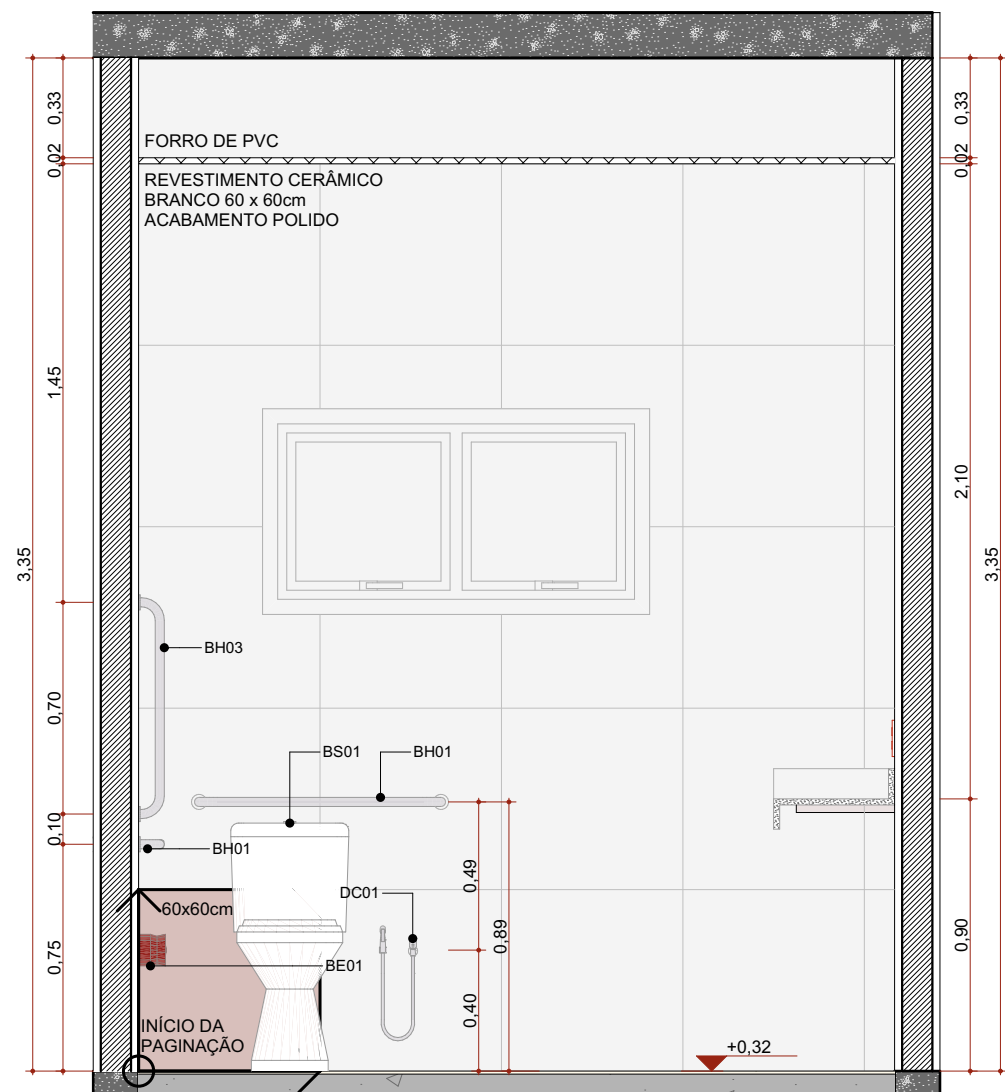 0,33
0,33
FORRO DE PVC
0,02
0,02
REVESTIMENTO CERÂMICO
BRANCO 60 x 60cm
ACABAMENTO POLIDO
1,45
2,10
3,35
3,35
BH03
0,70
BS01
BH01
0,10
BH01
0,49
DC01
60x60cm
0,89
0,90
0,75
BE01
0,40
INÍCIO DA
PAGINAÇÃO
+0,32